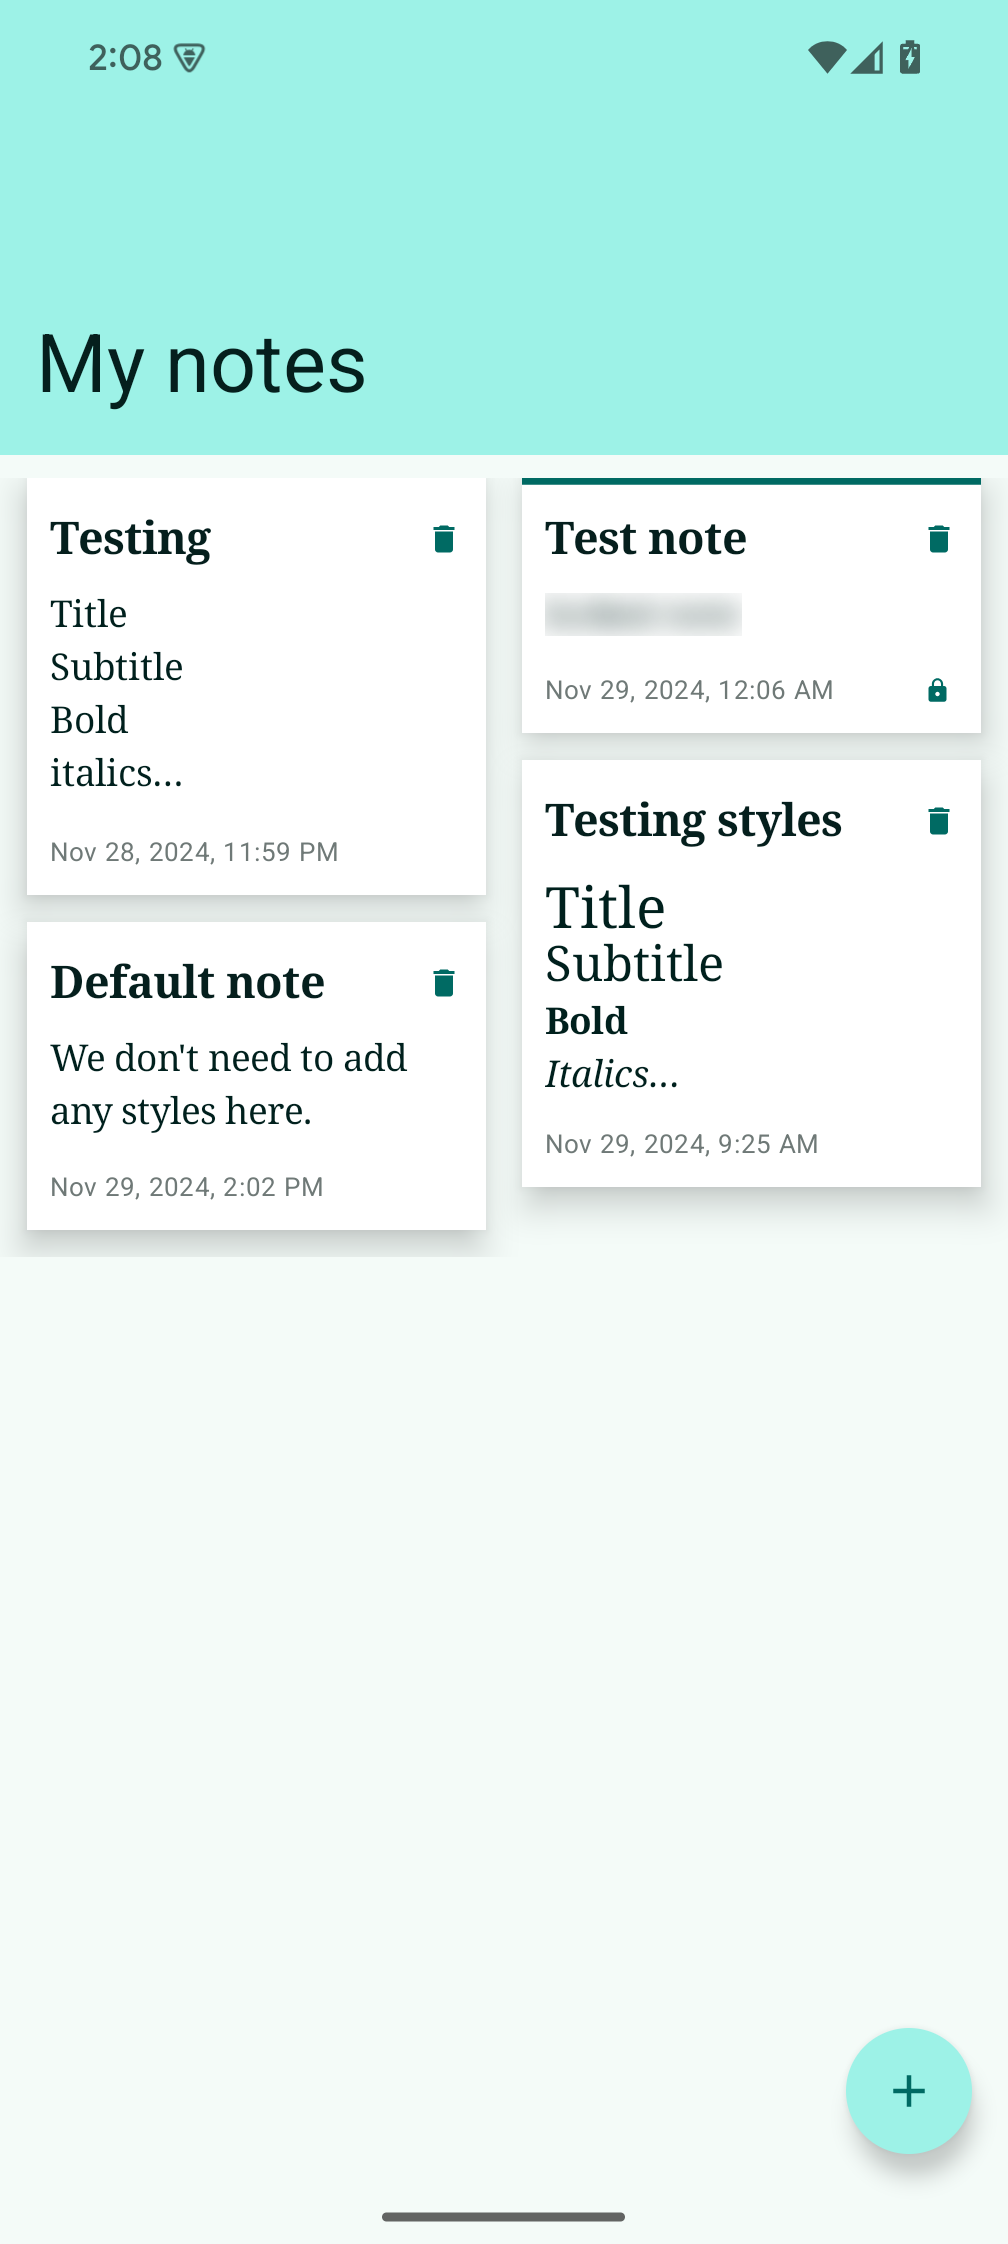 2:08
My notes
Testing
Title
Subtitle
Bold
italics...
Nov 28, 2024, 11:59 PM
Default note
We don't need to add
any styles here.
Nov 29, 2024, 2:02 PM
Test note
Nov 29, 2024, 12:06 AM
Testing styles
Title
Subtitle
Bold
Italics...
Nov 29, 2024, 9:25 AM